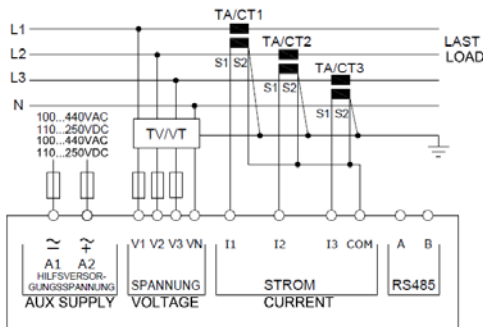 TA/CT1
L1
L2
TA/CT2
LAST
LOAD
S1 S2
L3
TA/CT3
S1 S2
N
S1 S2
100...440VAC
110...250VDC
100...440VAC
110...250VDC
TV/VT
V1 V2 V3 VN I1 I2 I3 COM A B
A1 A2
HILFSVERSOR-
GUNGSSPANNUNG
SPANNUNG
STROM
RS485
AUX SUPPLY
VOLTAGE
CURRENT